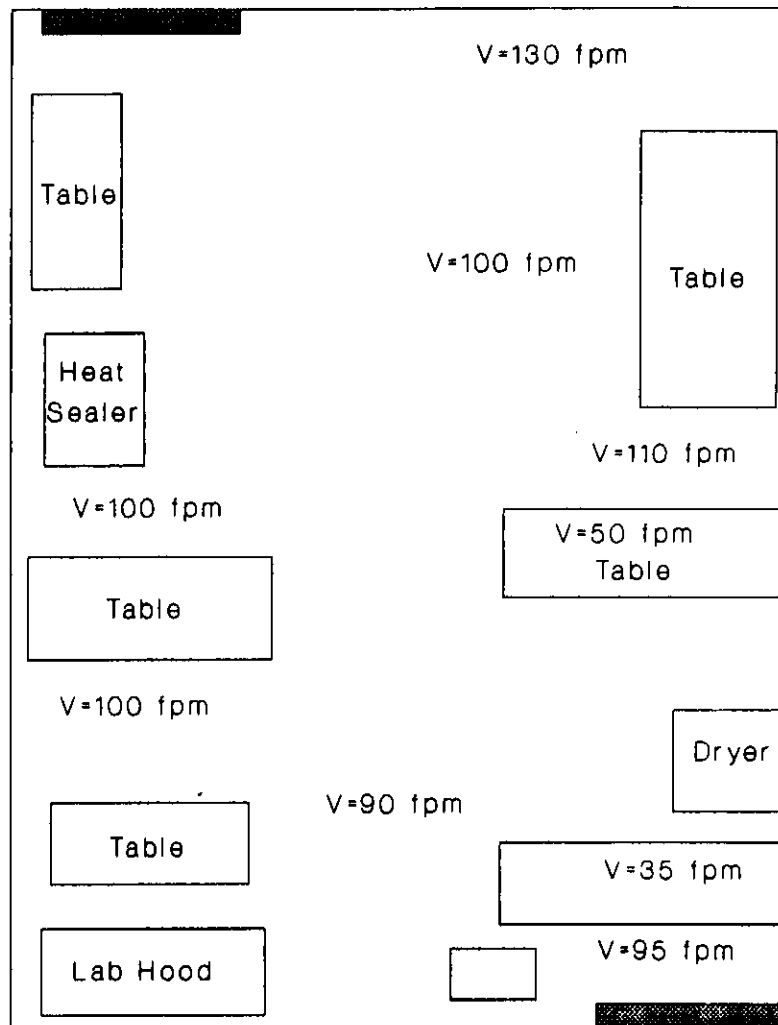 V=130 fpm
Table
V=100 fpm
Table
Heat
Sealer
V=110 fpm
V=100 fpm
V=50 fpm
Table
Table
V=100 fpm
Dryer
V=90 fpm
Table
V=35 fpm
V=95 fpm
Lab Hood